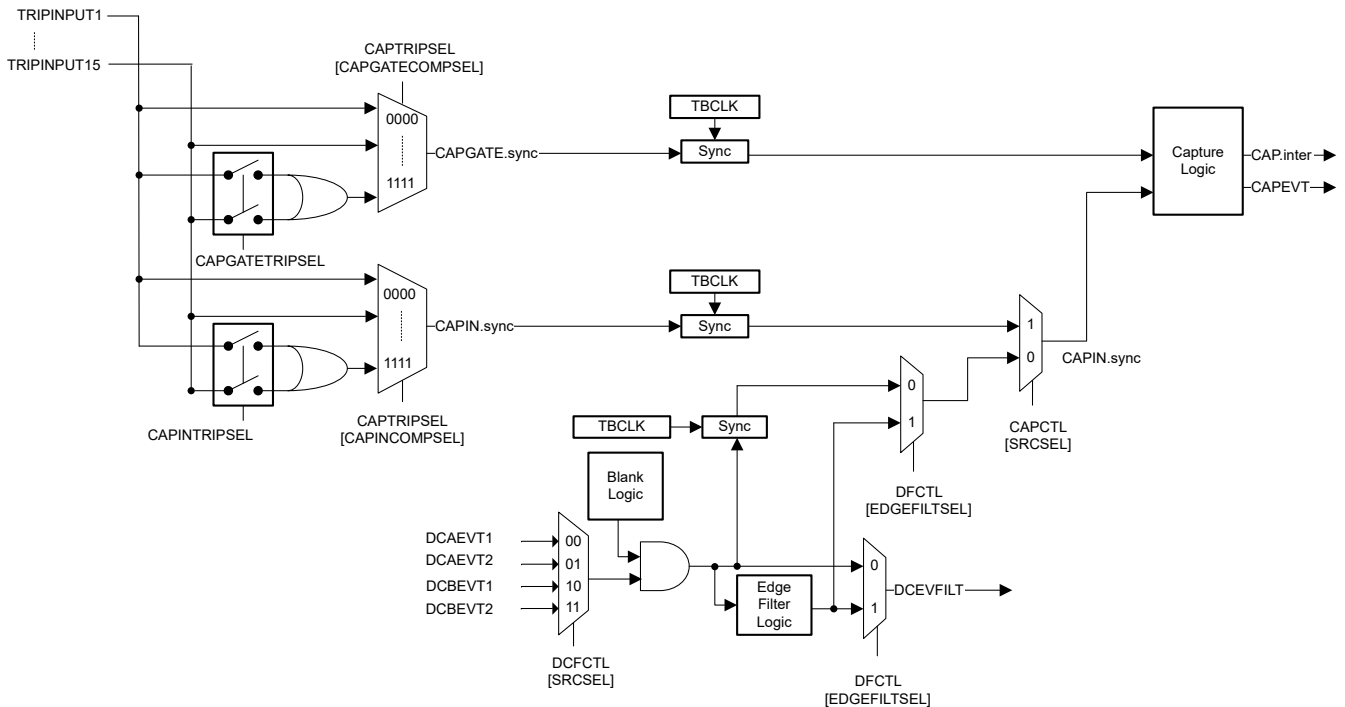 TRIPINPUT1
TRIPINPUT15
CAPTRIPSEL
[CAPGATECOMPSEL]
0000
1111
CAPGATE.sync
TBCLK
Sync
Capture
Logic
CAP.inter
CAPEVT
CAPGATETRIPSEL
0000
1111
CAPIN.sync
TBCLK
Sync
1
0
CAPIN.sync
CAPCTL
[SRCSEL]
CAPINTRIPSEL
CAPTRIPSEL
[CAPINCOMPSEL]
TBCLK
Sync
0
1
DFCTL
[EDGEFILTSEL]
Blank
Logic
DCAEVT1
DCAEVT2
DCBEVT1
DCBEVT2
00
01
10
11
DCFCTL
[SRCSEL]
Edge
Filter
Logic
0
1
DCEVFILT
DFCTL
[EDGEFILTSEL]